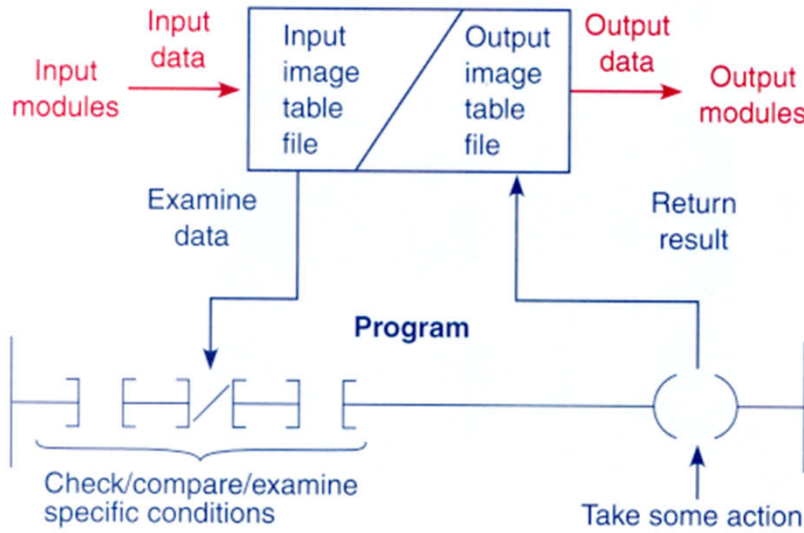 Input
data
Input
modules
Input
image
table
file
Output
image
table
file
Output
data
Output
modules
Examine
data
Return
result
Program
Check/compare/examine
specific conditions
Take some action